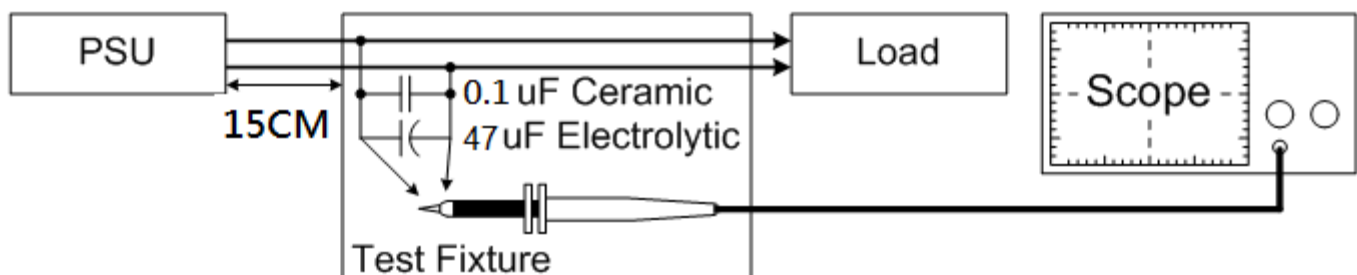 PSU
Load
Scope
15CM
0.1 uF Ceramic
47 uF Electrolytic
Test Fixture